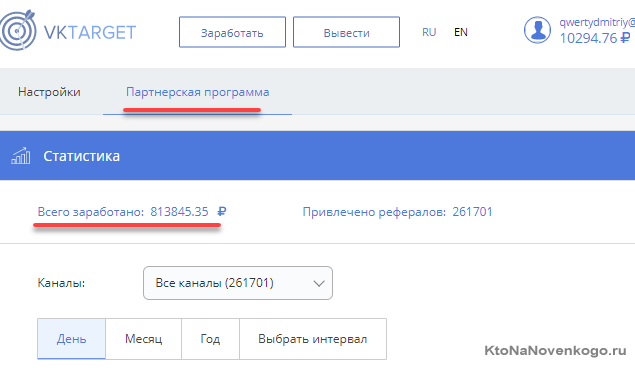 VKTARGET
Заработать
Вывести
RU EN
qwertydmitriy@
10294.76 ₽
Настройки
Партнерская программа
Статистика
Всего заработано: 813845.35 ₽
Привлечено рефералов: 261701
Каналы:
Все каналы (261701)
День
Месяц
Год
Выбрать интервал
KtoNaNovenkogo.ru